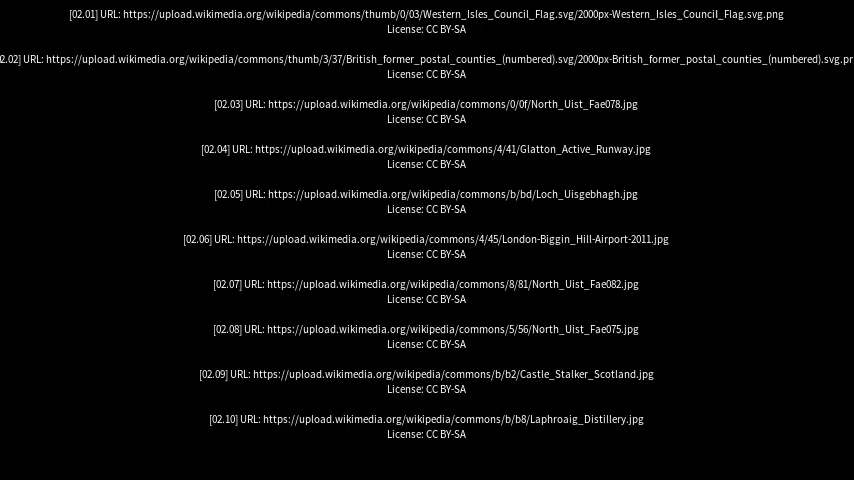 [02.01] URL: https://upload.wikimedia.org/wikipedia/commons/thumb/0/03/Western_Isles_Council_Flag.svg/2000px-Western_Isles_Council_Flag.svg.png
License: CC BY-SA
2.02] URL: https://upload.wikimedia.org/wikipedia/commons/thumb/3/37/British_former_postal_counties_(numbered).svg/2000px-British_former_postal_counties_(numbered).svg.pr
License: CC BY-SA
[02.03] URL: https://upload.wikimedia.org/wikipedia/commons/0/0f/North_Uist_Fae078.jpg
License: CC BY-SA
[02.04] URL: https://upload.wikimedia.org/wikipedia/commons/4/41/Glatton_Active_Runway.jpg
License: CC BY-SA
[02.05] URL: https://upload.wikimedia.org/wikipedia/commons/b/bd/Loch_Uisgebhagh.jpg
License: CC BY-SA
[02.06] URL: https://upload.wikimedia.org/wikipedia/commons/4/45/London-Biggin_Hill-Airport-2011.jpg
License: CC BY-SA
[02.07] URL: https://upload.wikimedia.org/wikipedia/commons/8/81/North_Uist_Fae082.jpg
License: CC BY-SA
[02.08] URL: https://upload.wikimedia.org/wikipedia/commons/5/56/North_Uist_Fae075.jpg
License: CC BY-SA
[02.09] URL: https://upload.wikimedia.org/wikipedia/commons/b/b2/Castle_Stalker_Scotland.jpg
License: CC BY-SA
[02.10] URL: https://upload.wikimedia.org/wikipedia/commons/b/b8/Laphroaig_Distillery.jpg
License: CC BY-SA